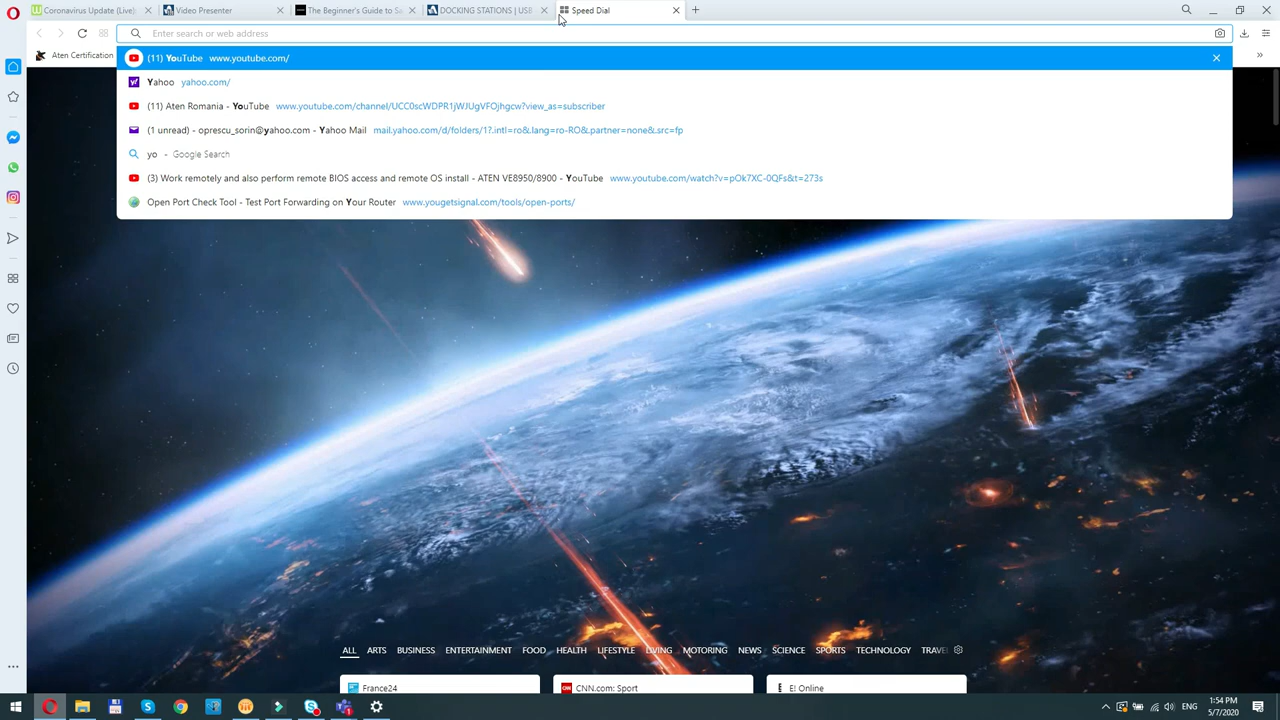 Coronavirus Update (Live):
Video Presenter
The Beginner's Guide to Sa
DOCKING STATIONS | USB
Speed Dial
Enter search or web address
Aten Certification
(11) YouTube www.youtube.com/
Yahoo yahoo.com/
(11) Aten Romania - YouTube www.youtube.com/channel/UCC0scWDPR1jWJUgVFOjhgcw?view_as=subscriber
(1 unread) - oprescu_sorin@yahoo.com - Yahoo Mail mail.yahoo.com/d/folders/1?.intl=ro&.lang=ro-RO&.partner=none&.src=fp
yo - Google Search
(3) Work remotely and also perform remote BIOS access and remote OS install - ATEN VE8950/8900 - YouTube www.youtube.com/watch?v=pOk7XC-0QFs&t=273s
Open Port Check Tool - Test Port Forwarding on Your Router www.yougetsignal.com/tools/open-ports/
ALL ARTS BUSINESS ENTERTAINMENT FOOD HEALTH LIFESTYLE LIVING MOTORING NEWS SCIENCE SPORTS TECHNOLOGY TRAVE
France24
CNN.com: Sport
E! Online
ENG
1:54 PM
5/7/2020